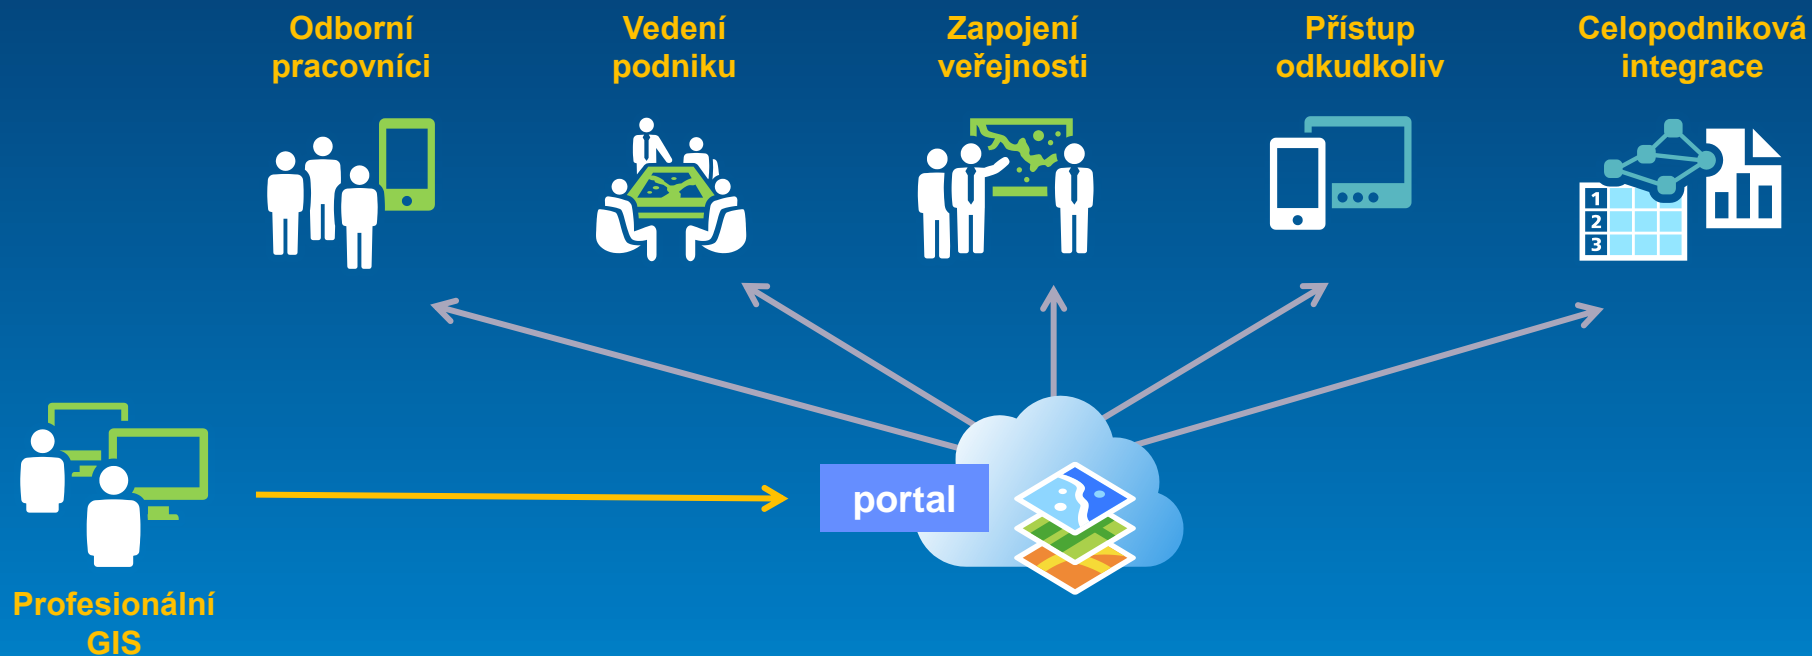 Odborní
pracovníci
Vedení
podniku
Zapojení
veřejnosti
Přístup
odkudkoliv
Celopodniková
integrace
1
2
3
portal
Profesionální
GIS